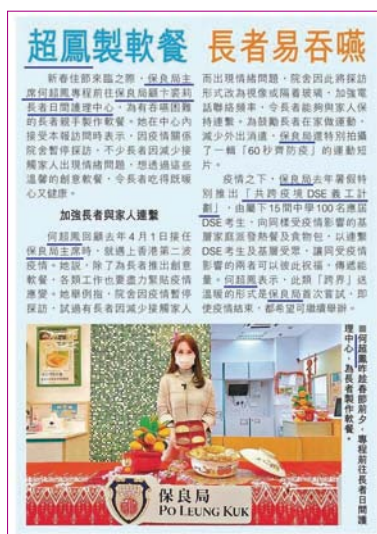 超鳳製軟餐 長者易吞嚥
新春佳節來臨之際，保良局主
席何超鳳專程前往保良局顧卞裘莉
長者日間護理中心，為有吞嚥困難
的長者親手製作軟餐。她在中心內
接受本報訪問時表示，因疫情關係
院舍暫停探訪，不少長者因減少接
觸家人出現情緒問題，想透過這些
溫馨的創意軟餐，令長者吃得既暖
心又健康。
加強長者與家人連繫
何超鳳回顧去年4月1日接任
保良局主席時，就遇上香港第二波
疫情。她說，除了為長者推出創意
軟餐，各類工作也要盡力緊貼疫情
應變。她舉例指，院舍因疫情暫停
探訪，試過有長者因減少接觸家人
而出現情緒問題，院舍因此將探訪
形式改為視像或隔着玻璃，加強電
話聯絡頻率，令長者能夠與家人保
持連繫。為鼓勵長者在家做運動，
減少外出消遣，保良局還特別拍攝
了一輯「60秒齊防疫」的運動短
片。
疫情之下，保良局去年暑假特
別推出「共跨疫境DSE義工計
劃」，由屬下15間中學100名應屆
DSE考生，向同樣受疫情影響的基
層家庭派發熱餐及食物包，以連繫
DSE考生及基層受眾，讓同受疫情
影響的兩者可以彼此祝福，傳遞能
量。何超鳳表示，此類「跨界」送
溫暖的形式是保良局首次嘗試，即
使疫情結束，都希望可繼續舉辦。
■何超鳳昨趁春節前夕，專程前往長者日間護
理中心，為長者製作軟餐。
保良局
PO LEUNG KUK